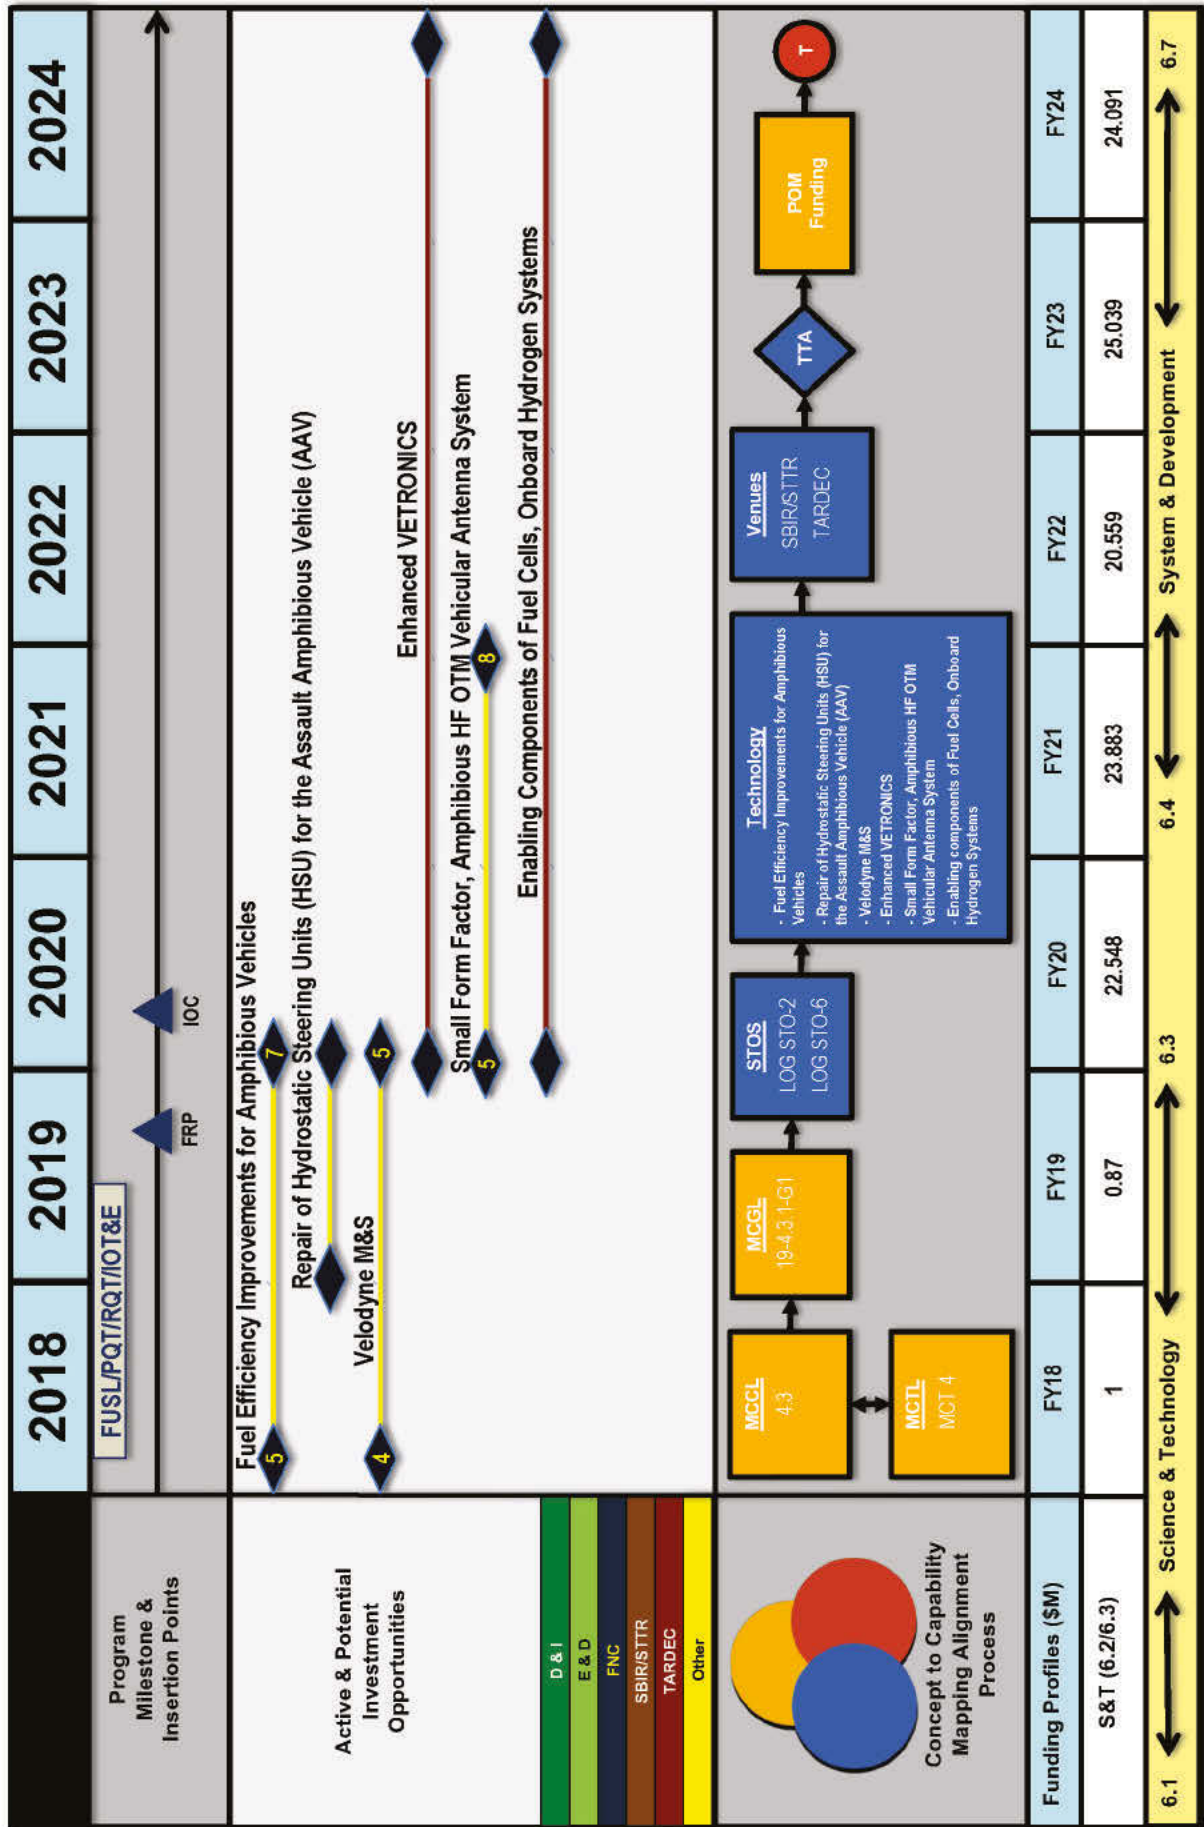 2018 2019 2020 2021 2022 2023 2024
Program
Milestone &
Insertion Points
FUSL/PQT/RQT/IOT&E
FRP
IOC
Active & Potential
Investment
Opportunities
D & I
E & D
FNC
SBIR/STTR
TARDEC
Other
Fuel Efficiency Improvements for Amphibious Vehicles
5 7
Repair of Hydrostatic Steering Units (HSU) for the Assault Amphibious Vehicle (AAV)
Velodyne M&S
4 5
Enhanced VETRONICS
Small Form Factor, Amphibious HF OTM Vehicular Antenna System
5 8
Enabling Components of Fuel Cells, Onboard Hydrogen Systems
Concept to Capability
Mapping Alignment
Process
MCCL
4.3
MCTL
MCT 4
MCGL
19-4.3.1-G1
STOS
LOG STO-2
LOG STO-6
Technology
- Fuel Efficiency Improvements for Amphibious
Vehicles
- Repair of Hydrostatic Steering Units (HSU) for
the Assault Amphibious Vehicle (AAV)
- Velodyne M&S
- Enhanced VETRONICS
- Small Form Factor, Amphibious HF OTM
Vehicular Antenna System
- Enabling components of Fuel Cells, Onboard
Hydrogen Systems
Venues
SBIR/STTR
TARDEC
TTA
POM
Funding
T
Funding Profiles ($M) FY18 FY19 FY20 FY21 FY22 FY23 FY24
S&T (6.2/6.3) 1 0.87 22.548 23.883 20.559 25.039 24.091
6.1 Science & Technology 6.3 6.4 System & Development 6.7